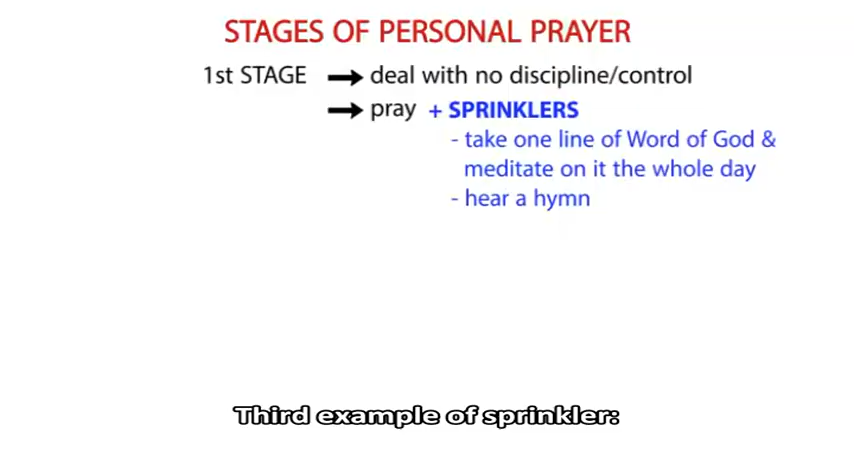 STAGES OF PERSONAL PRAYER
1st STAGE → deal with no discipline/control
→ pray + SPRINKLERS
- take one line of Word of God &
meditate on it the whole day
- hear a hymn
Third example of sprinkler: